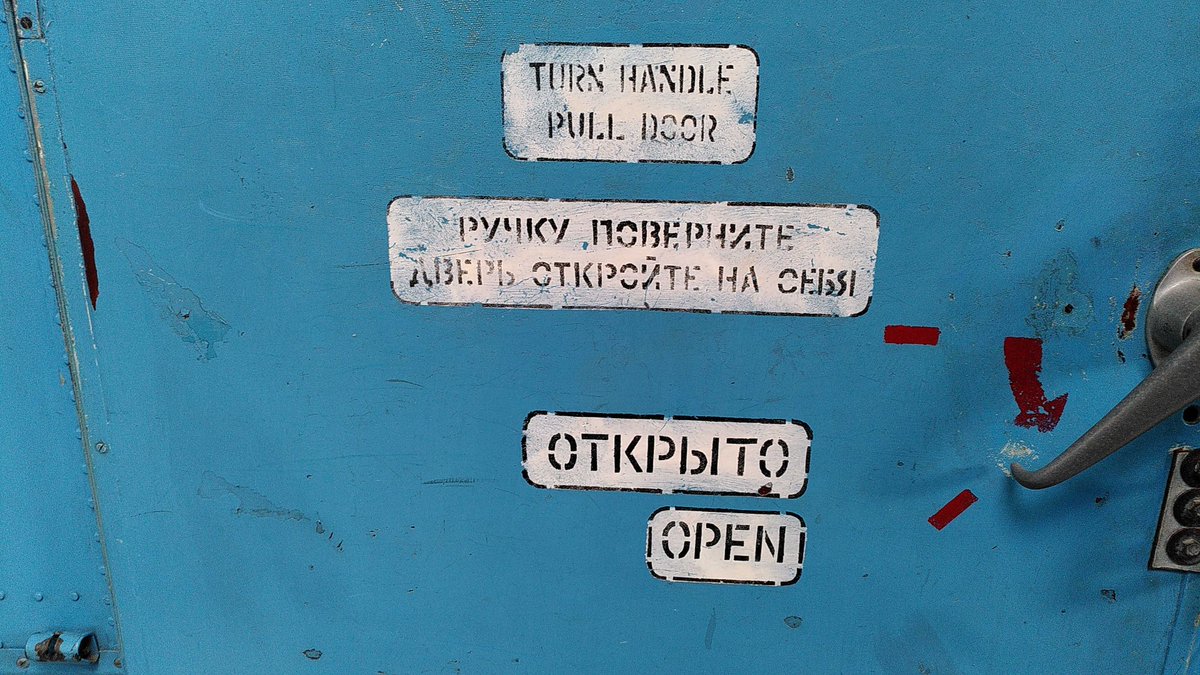 TURN HANDLE
PULL DOOR
РУЧКУ ПОВЕРНИТЕ
ДВЕРЬ ОТКРОЙТЕ НА СЕБЯ
ОТКРЫТО
OPEN